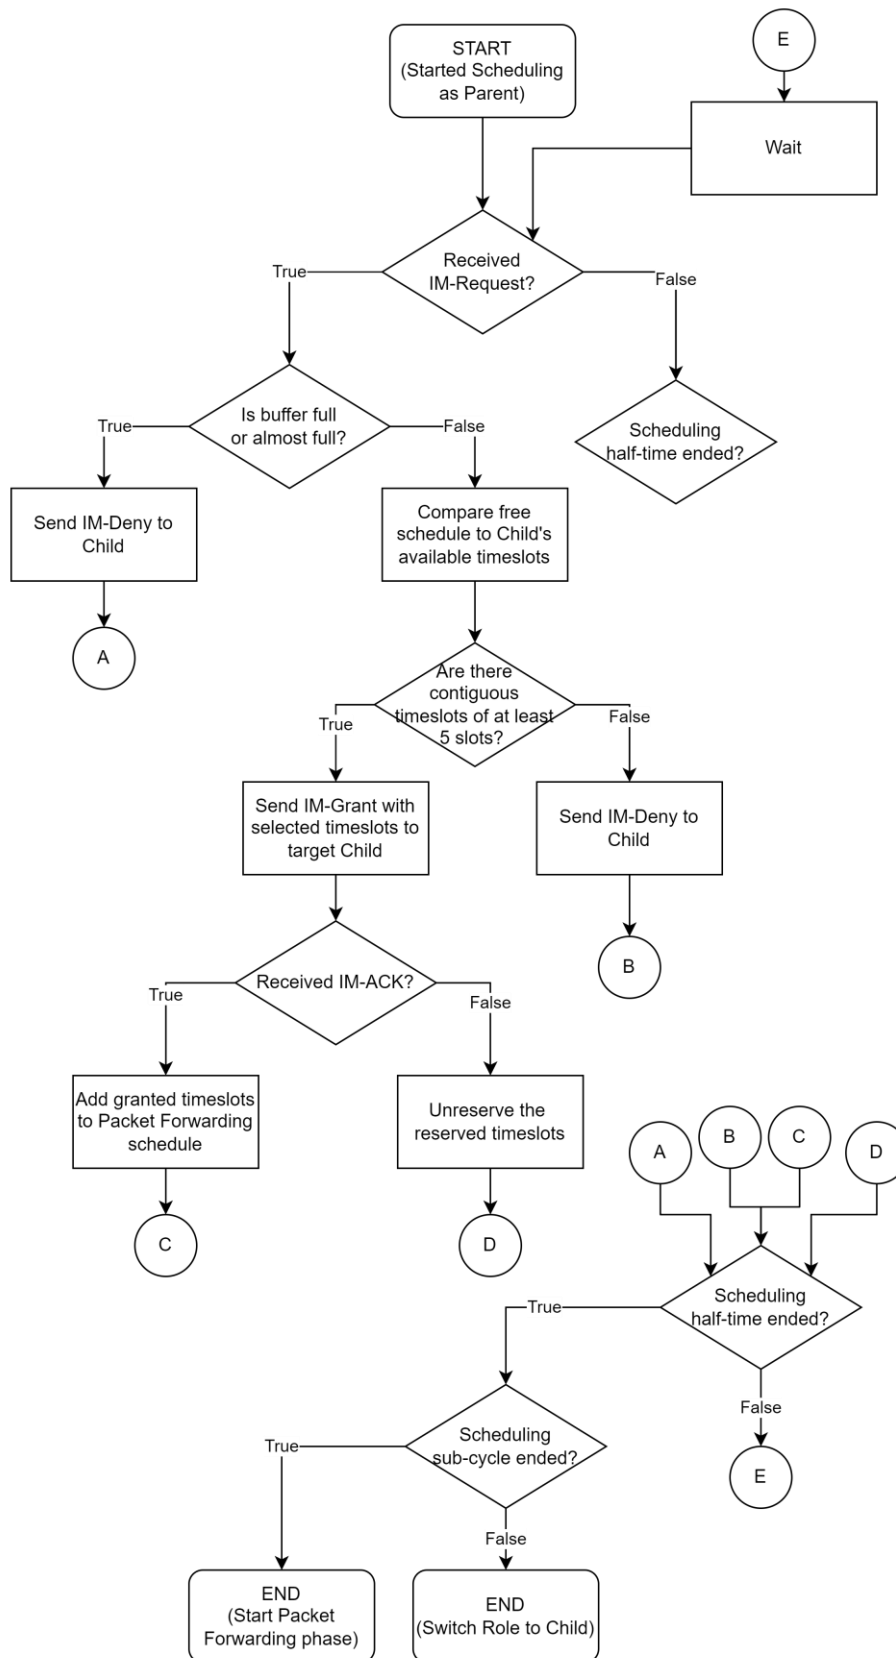 START
(Started Scheduling
as Parent)
E
Wait
Received
IM-Request?
True
False
Is buffer full
or almost full?
Scheduling
half-time ended?
True
False
Send IM-Deny to
Child
Compare free
schedule to Child's
available timeslots
A
Are there
contiguous
timeslots of at least
5 slots?
True
False
Send IM-Grant with
selected timeslots to
target Child
Send IM-Deny to
Child
B
Received IM-ACK?
True
False
Add granted timeslots
to Packet Forwarding
schedule
Unreserve the
reserved timeslots
A
B
C
D
C
D
Scheduling
half-time ended?
True
False
Scheduling
sub-cycle ended?
E
True
False
END
(Start Packet
Forwarding phase)
END
(Switch Role to Child)